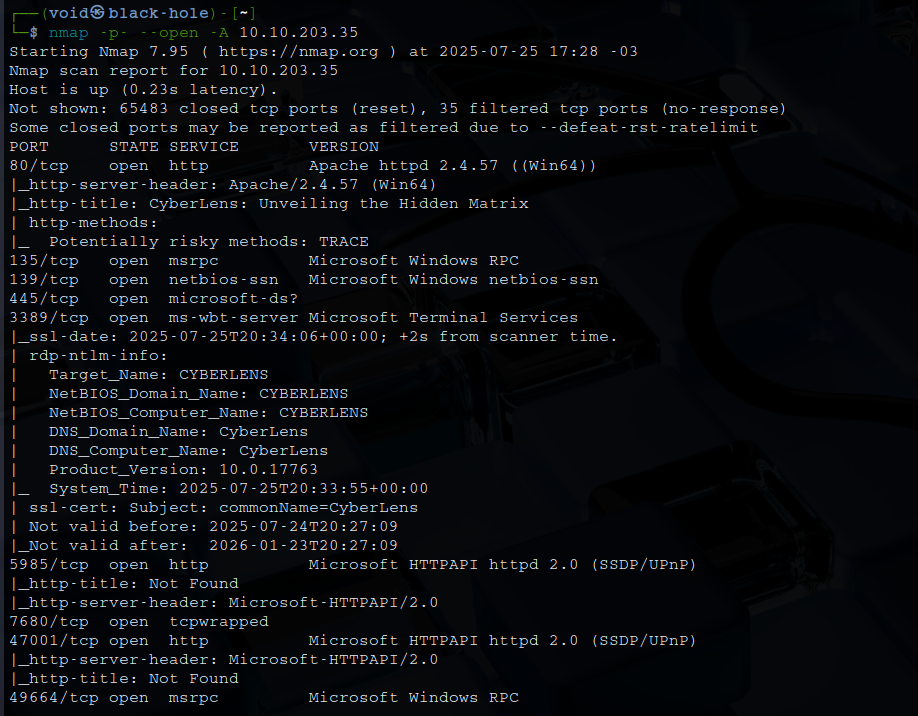 ┌──(void㉿black-hole)-[~]
└─$ nmap -p- --open -A 10.10.203.35
Starting Nmap 7.95 ( https://nmap.org ) at 2025-07-25 17:28 -03
Nmap scan report for 10.10.203.35
Host is up (0.23s latency).
Not shown: 65483 closed tcp ports (reset), 35 filtered tcp ports (no-response)
Some closed ports may be reported as filtered due to --defeat-rst-ratelimit
PORT      STATE SERVICE       VERSION
80/tcp    open  http          Apache httpd 2.4.57 ((Win64))
|_http-server-header: Apache/2.4.57 (Win64)
|_http-title: CyberLens: Unveiling the Hidden Matrix
| http-methods:
|_  Potentially risky methods: TRACE
135/tcp   open  msrpc         Microsoft Windows RPC
139/tcp   open  netbios-ssn   Microsoft Windows netbios-ssn
445/tcp   open  microsoft-ds?
3389/tcp  open  ms-wbt-server Microsoft Terminal Services
|_ssl-date: 2025-07-25T20:34:06+00:00; +2s from scanner time.
| rdp-ntlm-info:
|   Target_Name: CYBERLENS
|   NetBIOS_Domain_Name: CYBERLENS
|   NetBIOS_Computer_Name: CYBERLENS
|   DNS_Domain_Name: CyberLens
|   DNS_Computer_Name: CyberLens
|   Product_Version: 10.0.17763
|_  System_Time: 2025-07-25T20:33:55+00:00
| ssl-cert: Subject: commonName=CyberLens
| Not valid before: 2025-07-24T20:27:09
|_Not valid after:  2026-01-23T20:27:09
5985/tcp  open  http          Microsoft HTTPAPI httpd 2.0 (SSDP/UPnP)
|_http-title: Not Found
|_http-server-header: Microsoft-HTTPAPI/2.0
7680/tcp  open  tcpwrapped
47001/tcp open  http          Microsoft HTTPAPI httpd 2.0 (SSDP/UPnP)
|_http-server-header: Microsoft-HTTPAPI/2.0
|_http-title: Not Found
49664/tcp open  msrpc         Microsoft Windows RPC